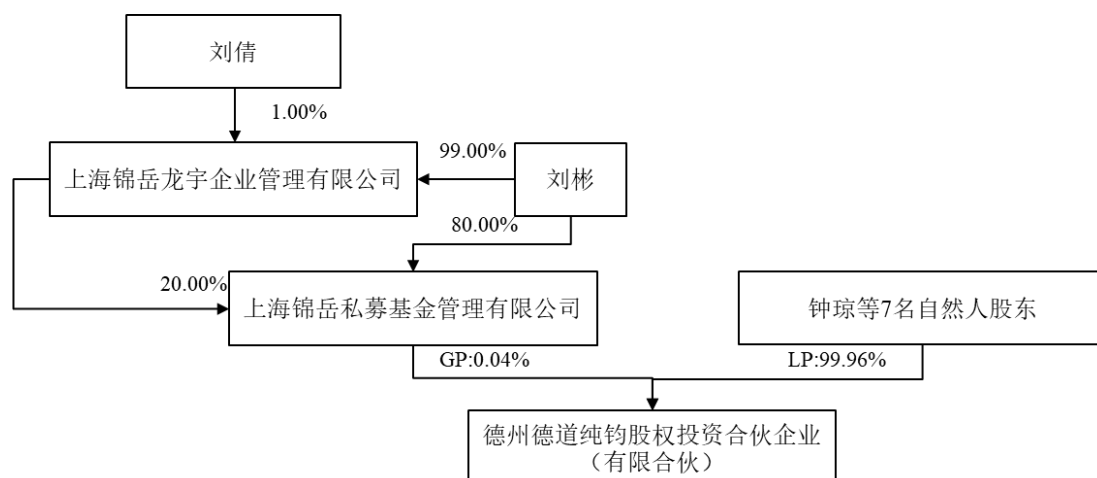 刘倩
1.00%
上海锦岳龙宇企业管理有限公司
99.00%
刘彬
80.00%
20.00%
上海锦岳私募基金管理有限公司
钟琼等7名自然人股东
GP:0.04%
LP:99.96%
德州德道纯钧股权投资合伙企业
（有限合伙）